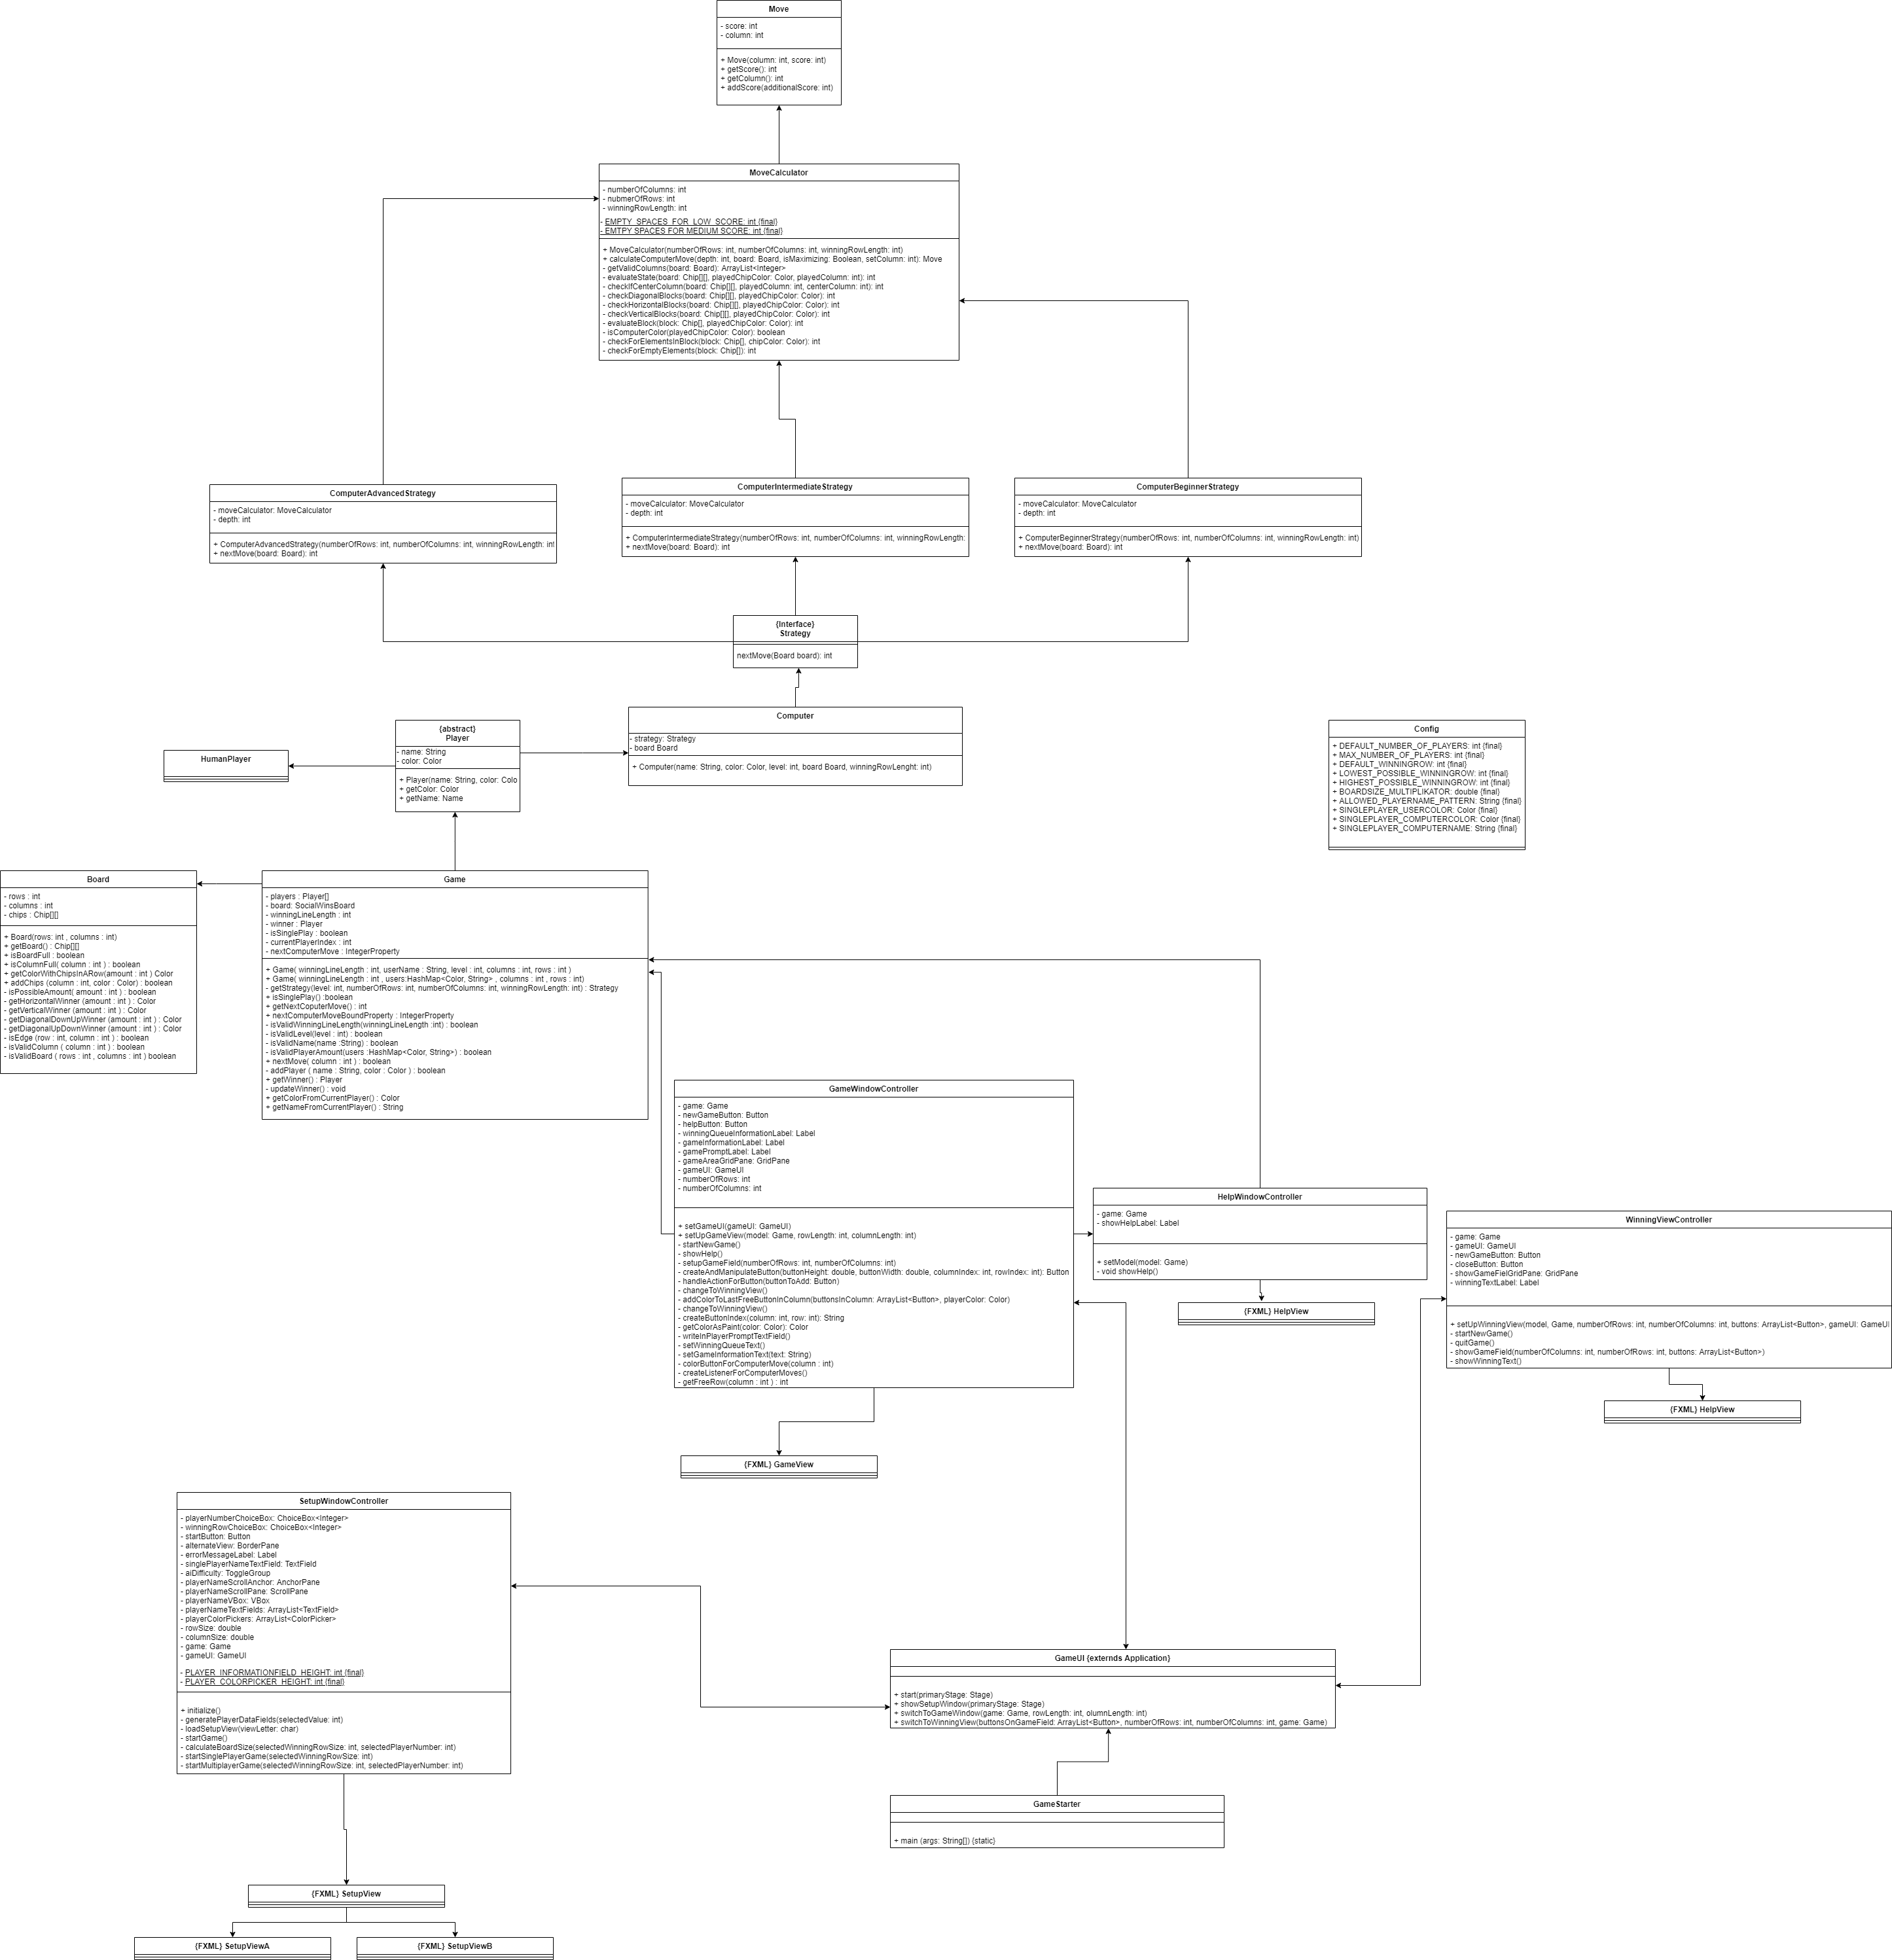 Move
- score: int
- column: int
+ Move(column: int, score: int)
+ getScore(): int
+ getColumn(): int
+ addScore(additionalScore: int)
MoveCalculator
- numberOfColumns: int
- nubmerOfRows: int
- winningRowLength: int
- EMPTY_SPACES_FOR_LOW_SCORE: int {final}
- EMTPY SPACES FOR MEDIUM SCORE: int {final}
+ MoveCalculator(numberOfRows: int, numberOfColumns: int, winningRowLength: int)
+ calculateComputerMove(depth: int, board: Board, isMaximizing: Boolean, setColumn: int): Move
- getValidColumns(board: Board): ArrayList<Integer>
- evaluateState(board: Chip[][], playedChipColor: Color, playedColumn: int): int
- checkIfCenterColumn(board: Chip[][], playedColumn: int, centerColumn: int): int
- checkDiagonalBlocks(board: Chip[][], playedChipColor: Color): int
- checkHorizontalBlocks(board: Chip[][], playedChipColor: Color): int
- checkVerticalBlocks(board: Chip[][], playedChipColor: Color): int
- evaluateBlock(block: Chip[], playedChipColor: Color): int
- isComputerColor(playedChipColor: Color): boolean
- checkForElementsInBlock(block: Chip[], chipColor: Color): int
- checkForEmptyElements(block: Chip[]): int
ComputerAdvancedStrategy
- moveCalculator: MoveCalculator
- depth: int
+ ComputerAdvancedStrategy(numberOfRows: int, numberOfColumns: int, winningRowLength: int
+ nextMove(board: Board): int
ComputerIntermediateStrategy
- moveCalculator: MoveCalculator
- depth: int
+ ComputerIntermediateStrategy(numberOfRows: int, numberOfColumns: int, winningRowLength:
+ nextMove(board: Board): int
ComputerBeginnerStrategy
- moveCalculator: MoveCalculator
- depth: int
+ ComputerBeginnerStrategy(numberOfRows: int, numberOfColumns: int, winningRowLength: int)
+ nextMove(board: Board): int
{Interface}
Strategy
nextMove(Board board): int
Computer
- strategy: Strategy
- board Board
+ Computer(name: String, color: Color, level: int, board Board, winningRowLenght: int)
{abstract}
Player
- name: String
- color: Color
+ Player(name: String, color: Colo
+ getColor: Color
+ getName: Name
HumanPlayer
Config
+ DEFAULT_NUMBER_OF_PLAYERS: int {final}
+ MAX_NUMBER_OF_PLAYERS: int {final}
+ DEFAULT_WINNINGROW: int {final}
+ LOWEST_POSSIBLE_WINNINGROW: int {final}
+ HIGHEST_POSSIBLE_WINNINGROW: int {final}
+ BOARDSIZE_MULTIPLIKATOR: double {final}
+ ALLOWED_PLAYERNAME_PATTERN: String {final}
+ SINGLEPLAYER_USERCOLOR: Color {final}
+ SINGLEPLAYER_COMPUTERCOLOR: Color {final}
+ SINGLEPLAYER_COMPUTERNAME: String {final}
Board
- rows : int
- columns : int
- chips : Chip[][]
+ Board(rows: int , columns : int)
+ getBoard() : Chip[][]
+ isBoardFull : boolean
+ isColumnFull( column : int ) : boolean
+ getColorWithChipsInARow(amount : int ) Color
+ addChips (column : int, color : Color) : boolean
- isPossibleAmount( amount : int ) : boolean
- getHorizontalWinner (amount : int ) : Color
- getVerticalWinner (amount : int ) : Color
- getDiagonalDownUpWinner (amount : int ) : Color
- getDiagonalUpDownWinner (amount : int ) : Color
- isEdge (row : int, column : int ) : boolean
- isValidColumn ( column : int ) : boolean
- isValidBoard ( rows : int , columns : int ) boolean
Game
- players : Player[]
- board: SocialWinsBoard
- winningLineLength : int
- winner : Player
- isSinglePlay : boolean
- currentPlayerIndex : int
- nextComputerMove : IntegerProperty
+ Game( winningLineLength : int, userName : String, level : int, columns : int, rows : int )
+ Game( winningLineLength : int , users:HashMap<Color, String> , columns : int , rows : int)
- getStrategy(level: int, numberOfRows: int, numberOfColumns: int, winningRowLength: int) : Strategy
+ isSinglePlay() :boolean
+ getNextCoputerMove() : int
+ nextComputerMoveBoundProperty : IntegerProperty
- isValidWinningLineLength(winningLineLength :int) : boolean
- isValidLevel(level : int) : boolean
- isValidName(name :String) : boolean
- isValidPlayerAmount(users :HashMap<Color, String>) : boolean
+ nextMove( column : int ) : boolean
- addPlayer ( name : String, color : Color ) : boolean
+ getWinner() : Player
- updateWinner() : void
+ getColorFromCurrentPlayer() : Color
+ getNameFromCurrentPlayer() : String
GameWindowController
- game: Game
- newGameButton: Button
- helpButton: Button
- winningQueueInformationLabel: Label
- gameInformationLabel: Label
- gamePromptLabel: Label
- gameAreaGridPane: GridPane
- gameUI: GameUI
- numberOfRows: int
- numberOfColumns: int
+ setGameUI(gameUI: GameUI)
+ setUpGameView(model: Game, rowLength: int, columnLength: int)
- startNewGame()
- showHelp()
- setupGameField(numberOfRows: int, numberOfColumns: int)
- createAndManipulateButton(buttonHeight: double, buttonWidth: double, columnIndex: int, rowIndex: int): Button
- handleActionForButton(buttonToAdd: Button)
- changeToWinningView()
- addColorToLastFreeButtonInColumn(buttonsInColumn: ArrayList<Button>, playerColor: Color)
- changeToWinningView()
- createButtonIndex(column: int, row: int): String
- getColorAsPaint(color: Color): Color
- writeInPlayerPromptTextField()
- setWinningQueueText()
- setGameInformationText(text: String)
- colorButtonForComputerMove(column : int)
- createListenerForComputerMoves()
- getFreeRow(column : int ) : int
HelpWindowController
- game: Game
- showHelpLabel: Label
+ setModel(model: Game)
- void showHelp()
{FXML} HelpView
WinningViewController
- game: Game
- gameUI: GameUI
- newGameButton: Button
- closeButton: Button
- showGameFielGridPane: GridPane
- winningTextLabel: Label
+ setUpWinningView(model, Game, numberOfRows: int, numberOfColumns: int, buttons: ArrayList<Button>, gameUI: GameUI
- startNewGame()
- quitGame()
- showGameField(numberOfColumns: int, numberOfRows: int, buttons: ArrayList<Button>)
- showWinningText()
{FXML} HelpView
{FXML} GameView
SetupWindowController
- playerNumberChoiceBox: ChoiceBox<Integer>
- winningRowChoiceBox: ChoiceBox<Integer>
- startButton: Button
- alternateView: BorderPane
- errorMessageLabel: Label
- singlePlayerNameTextField: TextField
- aiDifficulty: ToggleGroup
- playerNameScrollAnchor: AnchorPane
- playerNameScrollPane: ScrollPane
- playerNameVBox: VBox
- playerNameTextFields: ArrayList<TextField>
- playerColorPickers: ArrayList<ColorPicker>
- rowSize: double
- columnSize: double
- game: Game
- gameUI: GameUI
- PLAYER_INFORMATIONFIELD_HEIGHT: int {final}
- PLAYER_COLORPICKER_HEIGHT: int {final}
+ initialize()
- generatePlayerDataFields(selectedValue: int)
- loadSetupView(viewLetter: char)
- startGame()
- calculateBoardSize(selectedWinningRowSize: int, selectedPlayerNumber: int)
- startSinglePlayerGame(selectedWinningRowSize: int)
- startMultiplayerGame(selectedWinningRowSize: int, selectedPlayerNumber: int)
GameUI {externds Application}
+ start(primaryStage: Stage)
+ showSetupWindow(primaryStage: Stage)
+ switchToGameWindow(game: Game, rowLength: int, olumnLength: int)
+ switchToWinningView(buttonsOnGameField: ArrayList<Button>, numberOfRows: int, numberOfColumns: int, game: Game)
GameStarter
+ main (args: String[]) {static}
{FXML} SetupView
{FXML} SetupViewA
{FXML} SetupViewB